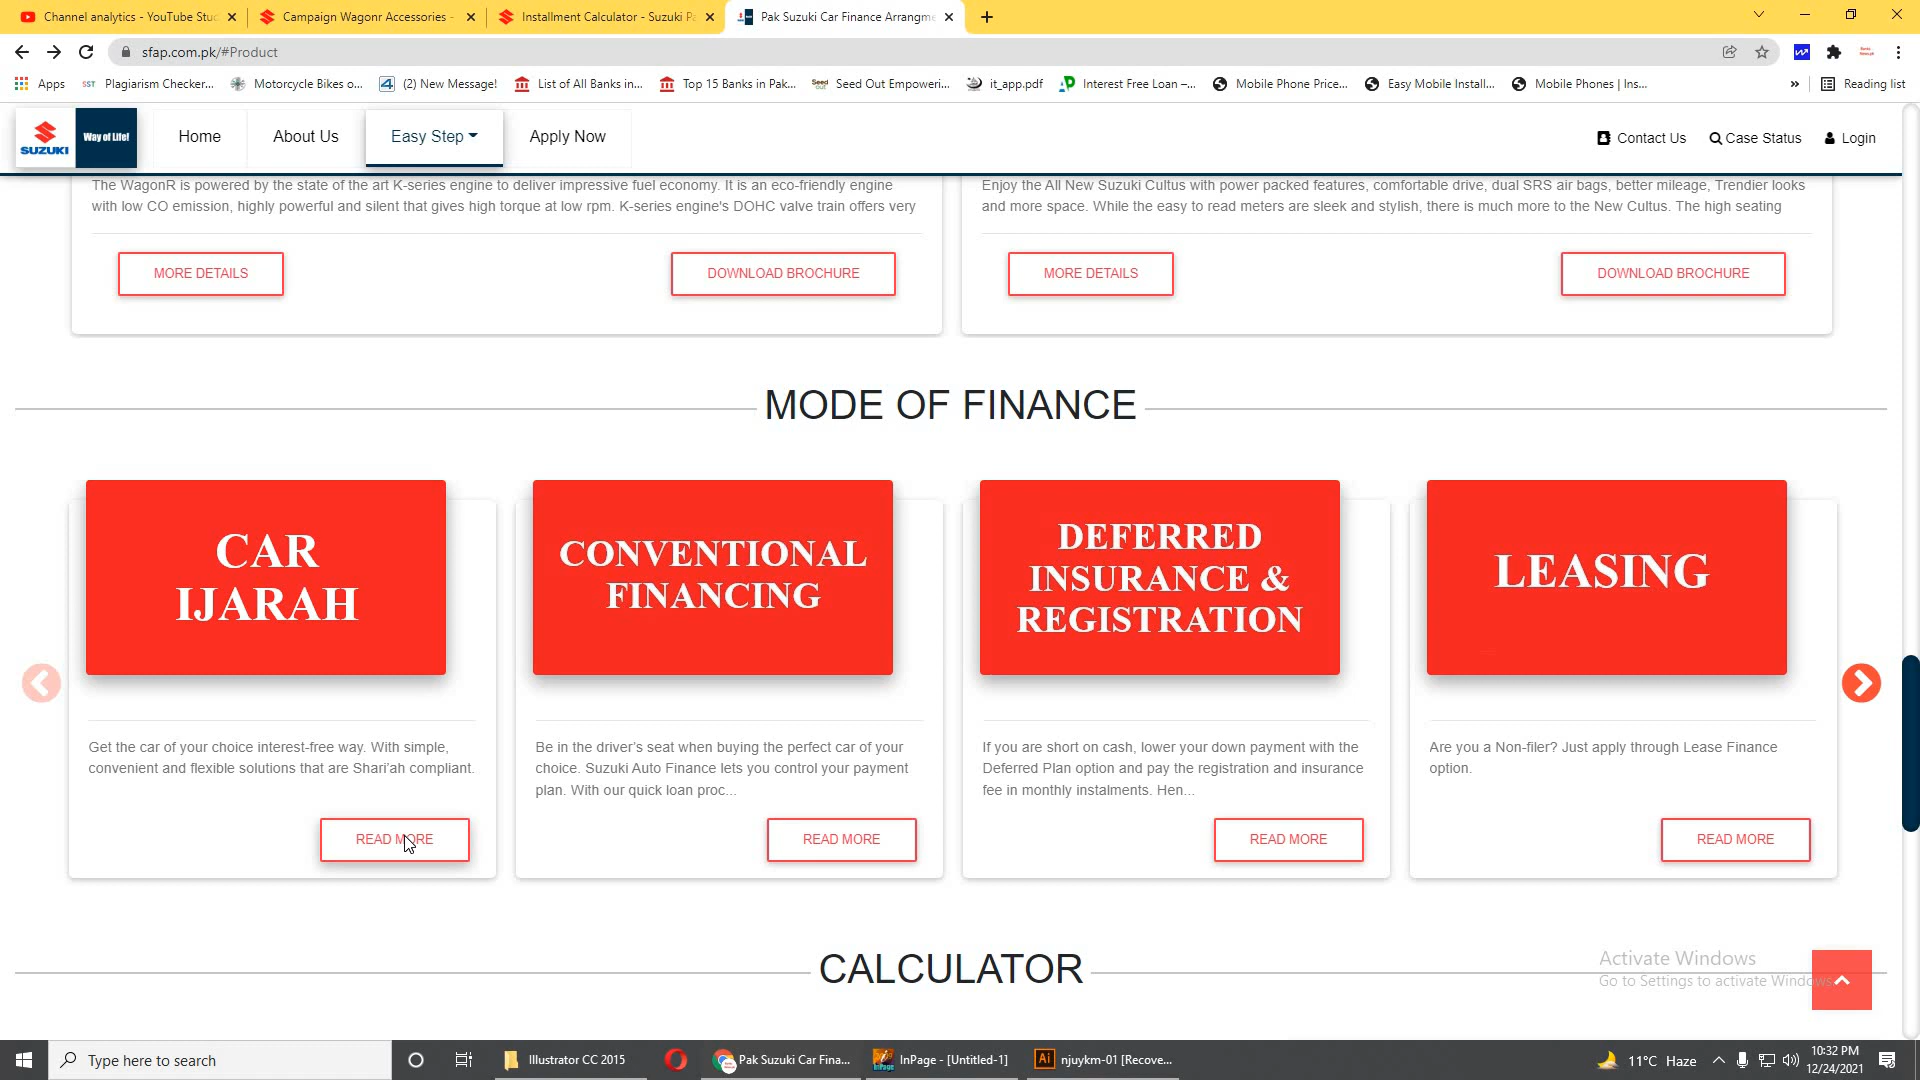 Channel analytics - YouTube Stu
Campaign Wagonr Accessories -
Installment Calculator - Suzuki Pa
Pak Suzuki Car Finance Arrangme
sfap.com.pk/#Product
Apps
SST Plagiarism Checker...
Motorcycle Bikes o...
(2) New Message!
List of All Banks in...
Top 15 Banks in Pak...
Seed Out Empoweri...
it_app.pdf
Interest Free Loan –...
Mobile Phone Price...
Easy Mobile Install...
Mobile Phones | Ins...
»
Reading list
SUZUKI
Way of Life!
Home
About Us
Easy Step
Apply Now
Contact Us
Case Status
Login
The WagonR is powered by the state of the art K-series engine to deliver impressive fuel economy. It is an eco-friendly engine
with low CO emission, highly powerful and silent that gives high torque at low rpm. K-series engine's DOHC valve train offers very
MORE DETAILS
DOWNLOAD BROCHURE
Enjoy the All New Suzuki Cultus with power packed features, comfortable drive, dual SRS air bags, better mileage, Trendier looks
and more space. While the easy to read meters are sleek and stylish, there is much more to the New Cultus. The high seating
MORE DETAILS
DOWNLOAD BROCHURE
MODE OF FINANCE
CAR
IJARAH
Get the car of your choice interest-free way. With simple,
convenient and flexible solutions that are Shari'ah compliant.
READ MORE
CONVENTIONAL
FINANCING
Be in the driver's seat when buying the perfect car of your
choice. Suzuki Auto Finance lets you control your payment
plan. With our quick loan proc...
READ MORE
DEFERRED
INSURANCE &
REGISTRATION
If you are short on cash, lower your down payment with the
Deferred Plan option and pay the registration and insurance
fee in monthly instalments. Hen...
READ MORE
LEASING
Are you a Non-filer? Just apply through Lease Finance
option.
READ MORE
CALCULATOR
Activate Windows
Go to Settings to activate Windows.
Type here to search
Illustrator CC 2015
Pak Suzuki Car Fina...
InPage - [Untitled-1]
Ai njuykm-01 [Recove...
11°C Haze
10:32 PM
12/24/2021